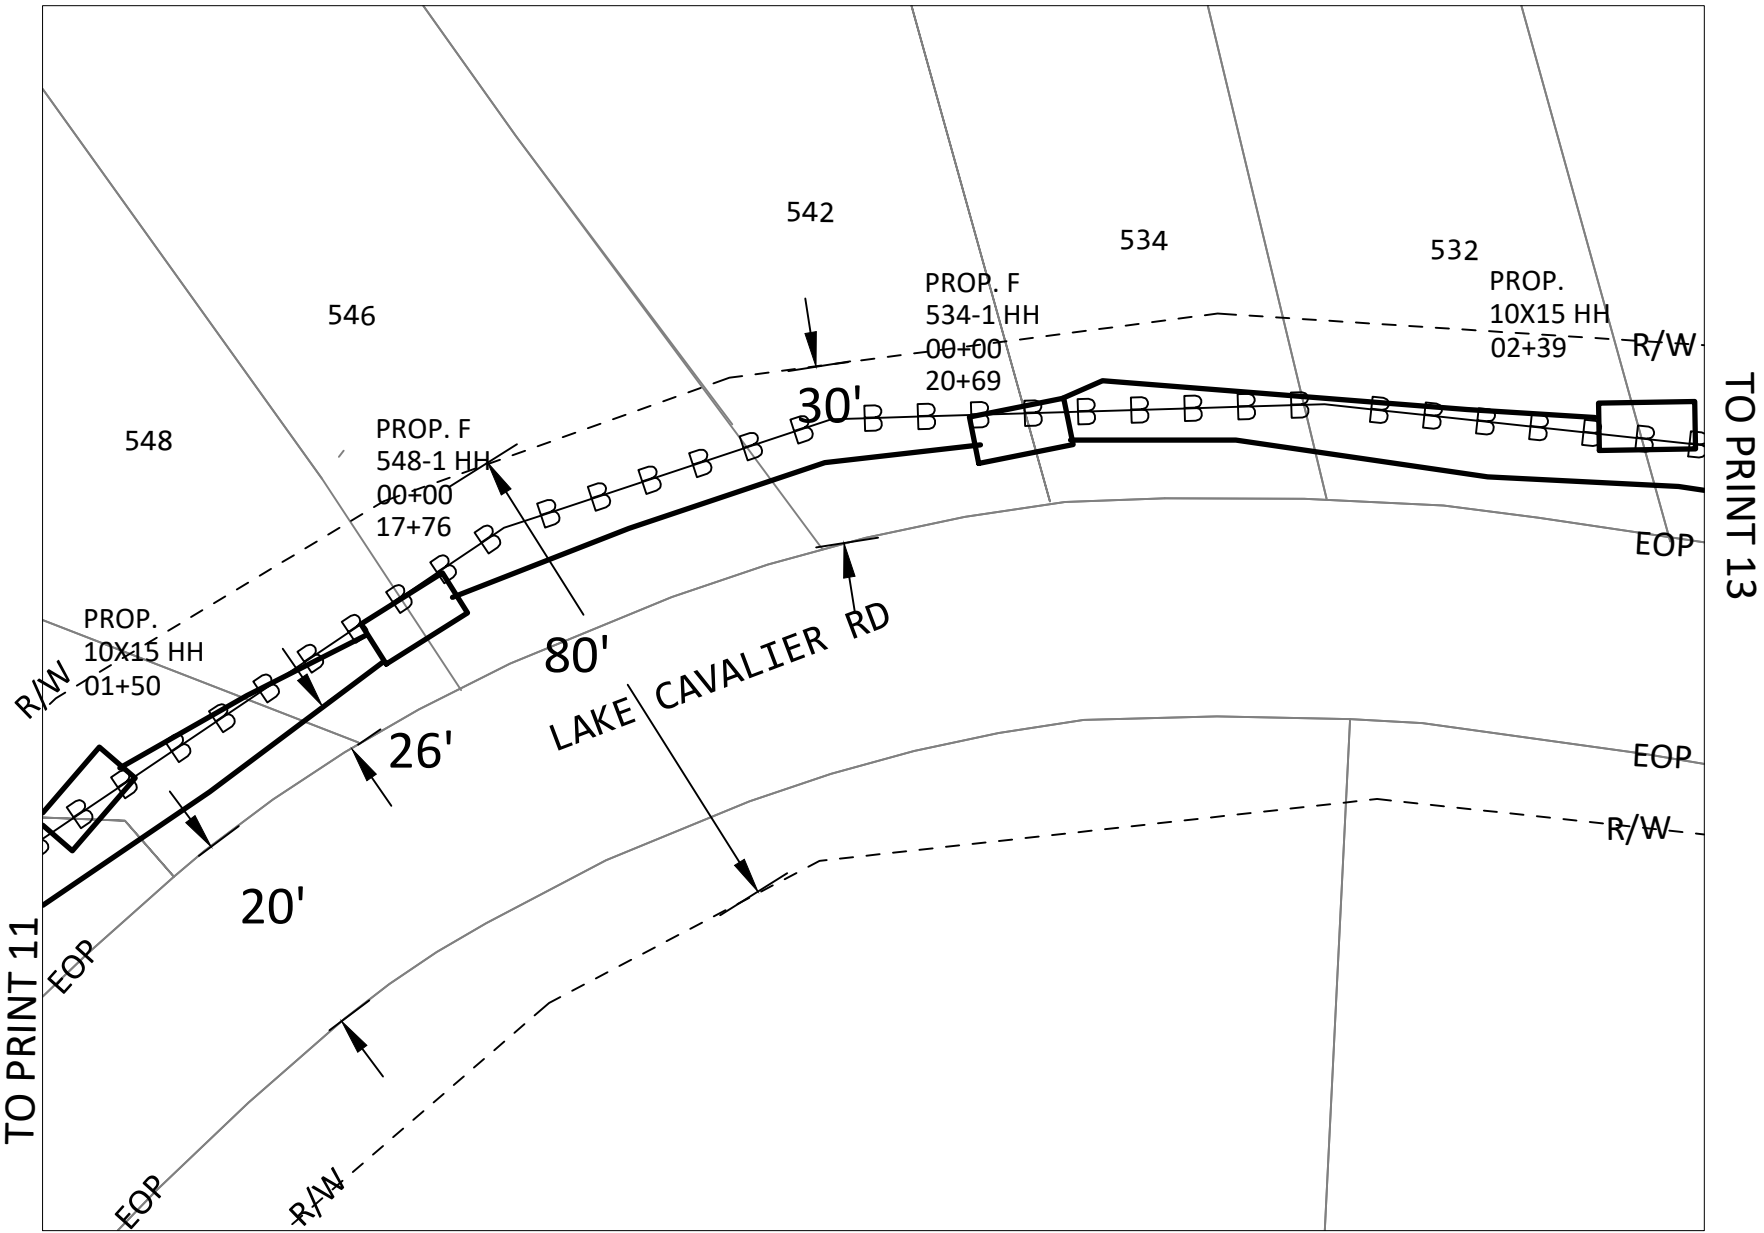 542
534
532
546
548
PROP. F
534-1 HH
00+00
20+69
PROP.
10X15 HH
02+39
R/W
30'
PROP. F
548-1 HH
00+00
17+76
TO PRINT 13
EOP
PROP.
10X15 HH
01+50
R/W
80'
LAKE CAVALIER RD
26'
EOP
R/W
20'
EOP
TO PRINT 11
EOP
R/W
B B B B B B B B B B B B B B B B B B B B B B B B B B B B B B B B B